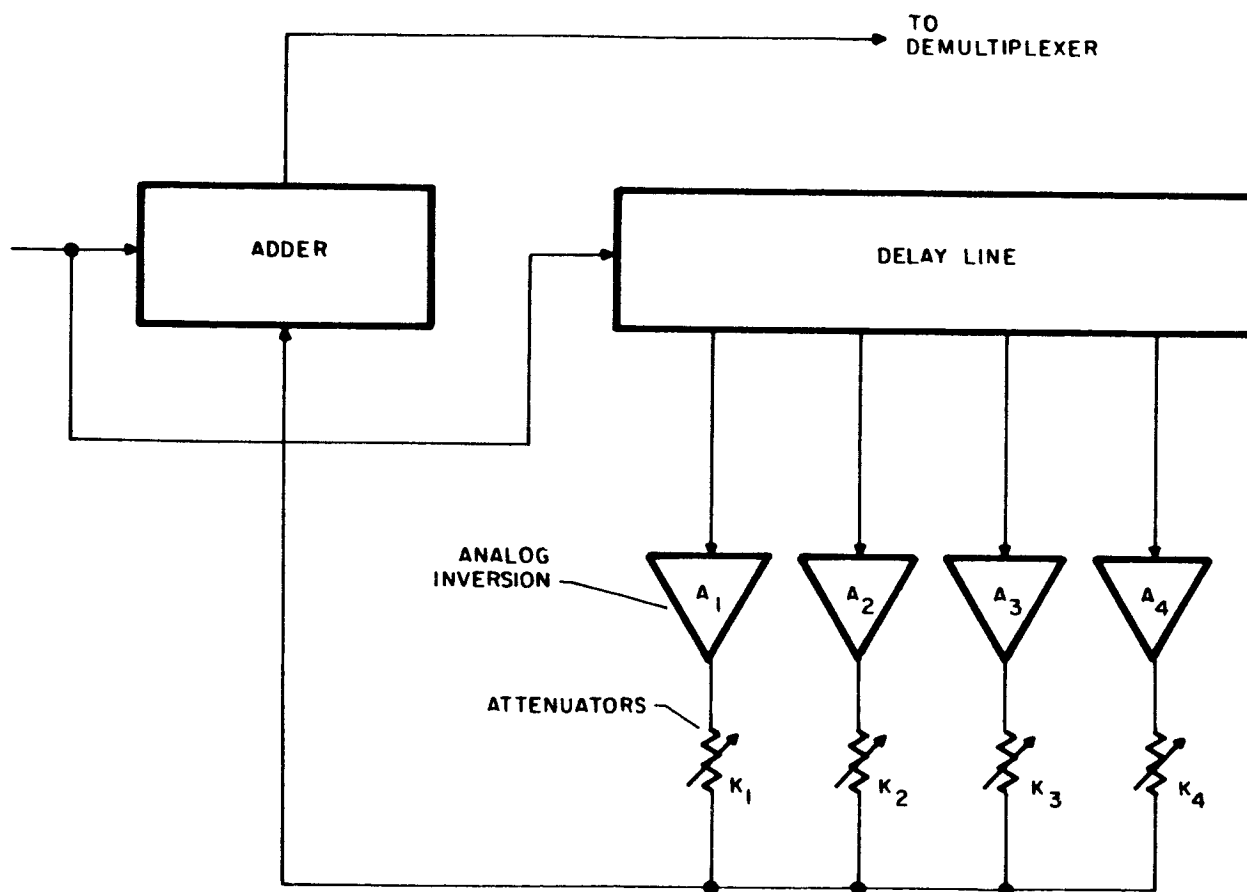 TO
DEMULTIPLEXER
ADDER
DELAY LINE
ANALOG
INVERSION
A1 A2 A3 A4
ATTENUATORS
K1 K2 K3 K4